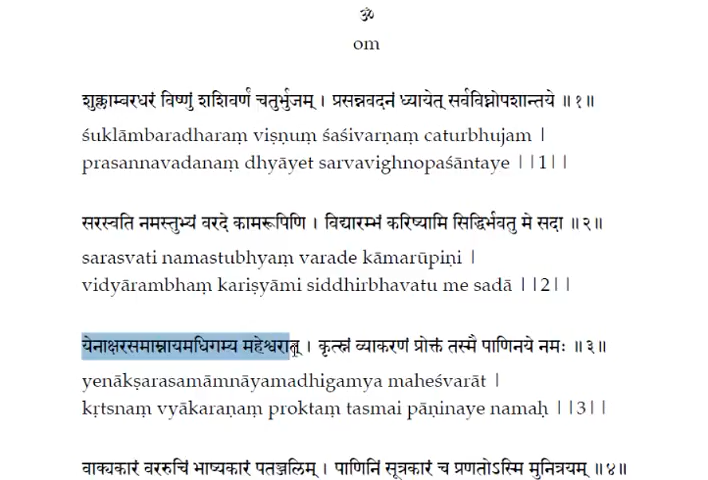 ॐ
om
शुक्लाम्बरधरं विष्णुं शशिवर्णं चतुर्भुजम् । प्रसन्नवदनं ध्यायेत् सर्वविघ्नोपशान्तये ॥१॥
śuklāmbaradharaṃ viṣṇuṃ śaśivarṇaṃ caturbhujam |
prasannavadanaṃ dhyāyet sarvavighnopaśāntaye ||1||
सरस्वति नमस्तुभ्यं वरदे कामरूपिणि । विद्यारम्भं करिष्यामि सिद्धिर्भवतु मे सदा ॥२॥
sarasvati namastubhyaṃ varade kāmarūpiṇi |
vidyārambhaṃ kariṣyāmi siddhirbhavatu me sadā ||2||
येनाक्षरसमाम्नायमधिगम्य महेश्वरात् । कृत्स्नं व्याकरणं प्रोक्तं तस्मै पाणिनये नमः ॥३॥
yenākṣarasamāmnāyamadhigamya maheśvarāt |
kṛtsnaṃ vyākaraṇaṃ proktaṃ tasmai pāṇinaye namaḥ ||3||
वाक्यकारं वररुचिं भाष्यकारं पतञ्जलिम् । पाणिनिं सूत्रकारं च प्रणतोऽस्मि मुनित्रयम् ॥४॥